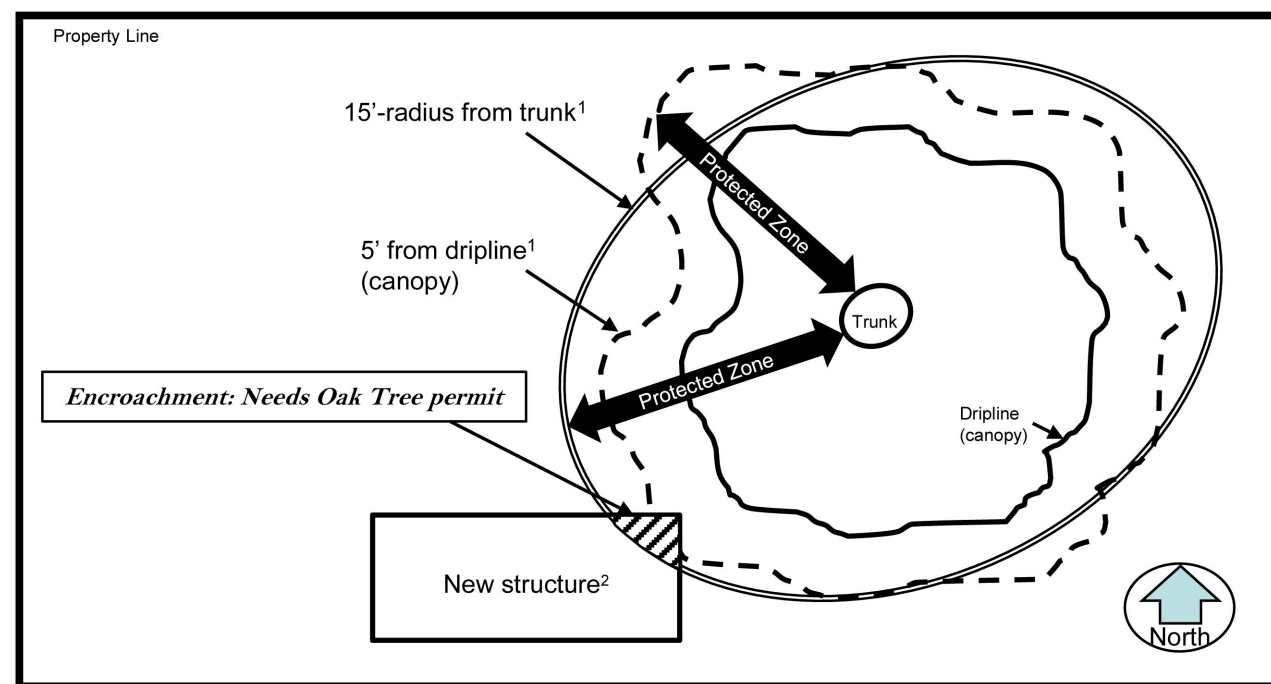 Property Line
15’-radius from trunk1
5’ from dripline1
(canopy)
Protected Zone
Trunk
Protected Zone
Encroachment: Needs Oak Tree permit
Dripline
(canopy)
New structure2
North